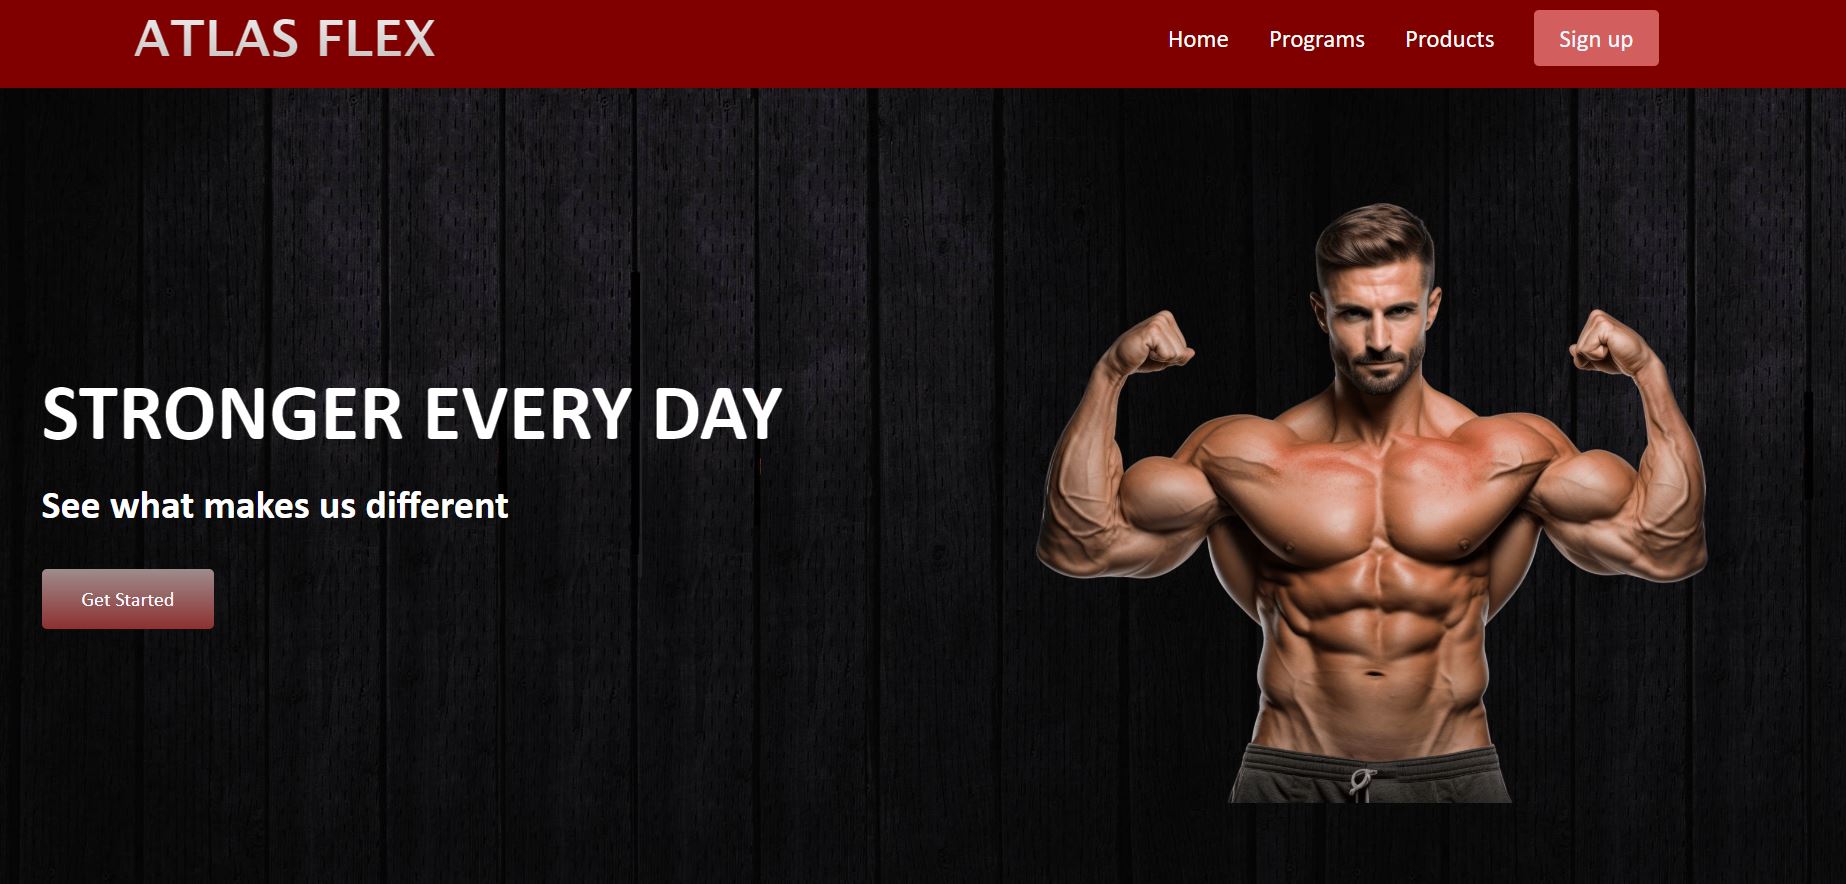 ATLAS FLEX
Home Programs Products Sign up
STRONGER EVERY DAY
See what makes us different
Get Started